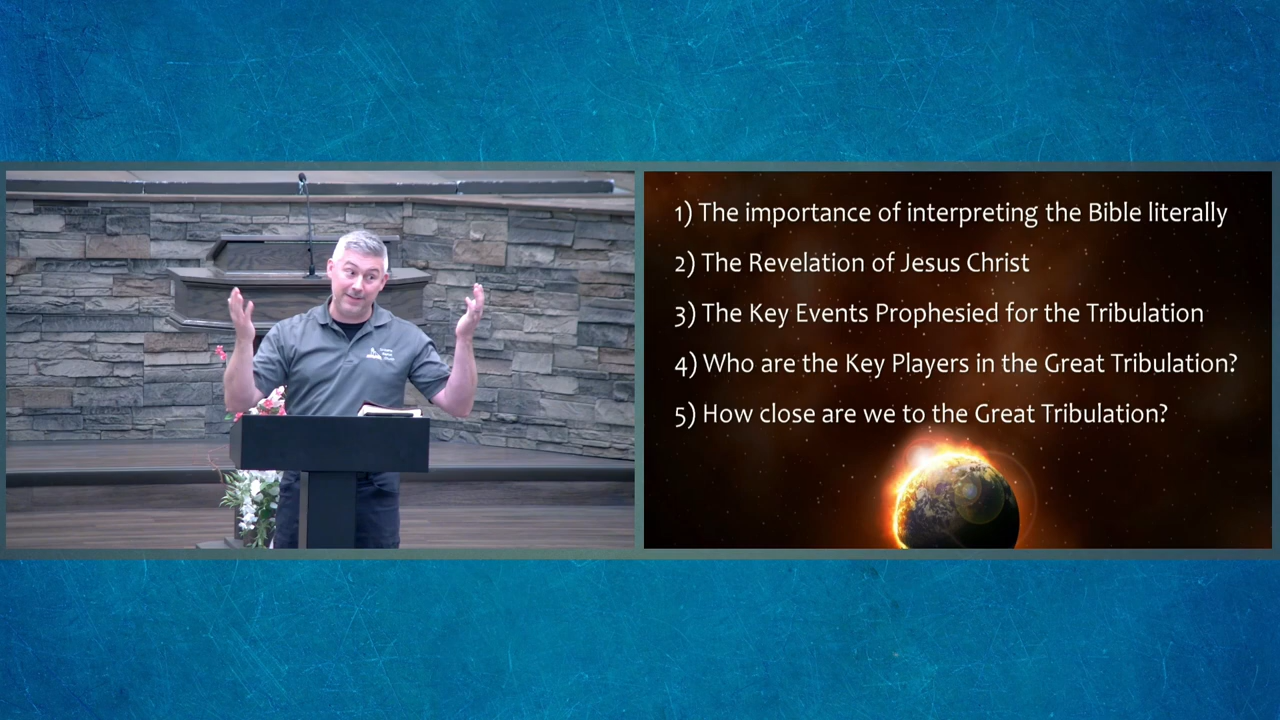 1) The importance of interpreting the Bible literally
2) The Revelation of Jesus Christ
3) The Key Events Prophesied for the Tribulation
4) Who are the Key Players in the Great Tribulation?
5) How close are we to the Great Tribulation?